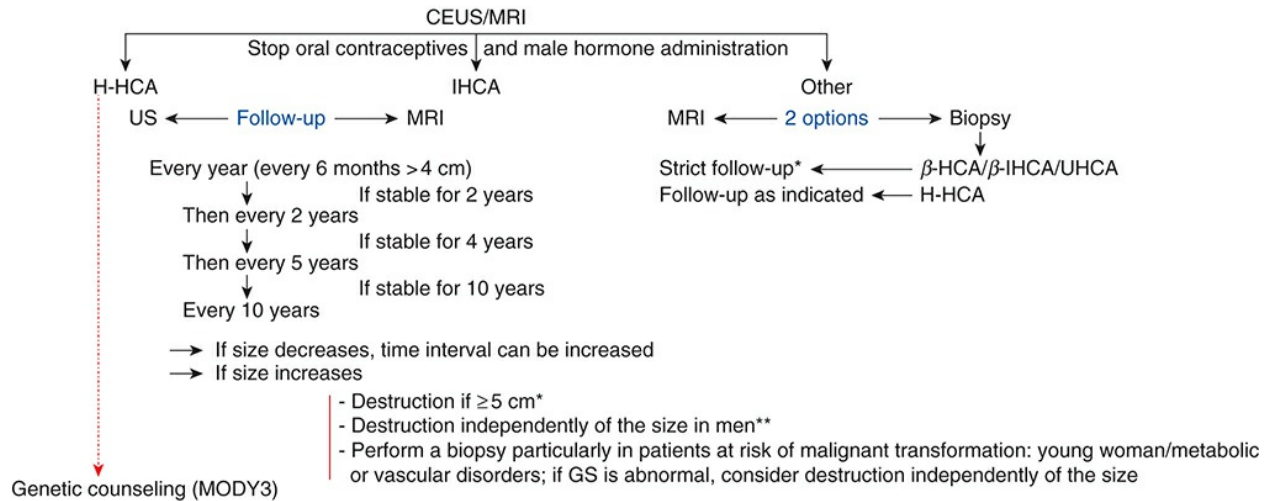 CEUS/MRI
Stop oral contraceptives and male hormone administration
H-HCA IHCA Other
US Follow-up MRI MRI 2 options Biopsy
Every year (every 6 months > 4 cm) Strict follow-up* β-HCA/β-IHCA/UHCA
If stable for 2 years Follow-up as indicated H-HCA
Then every 2 years
If stable for 4 years
Then every 5 years
If stable for 10 years
Every 10 years
If size decreases, time interval can be increased
If size increases
- Destruction if ≥ 5 cm*
- Destruction independently of the size in men**
- Perform a biopsy particularly in patients at risk of malignant transformation: young woman/metabolic
or vascular disorders; if GS is abnormal, consider destruction independently of the size
Genetic counseling (MODY3)